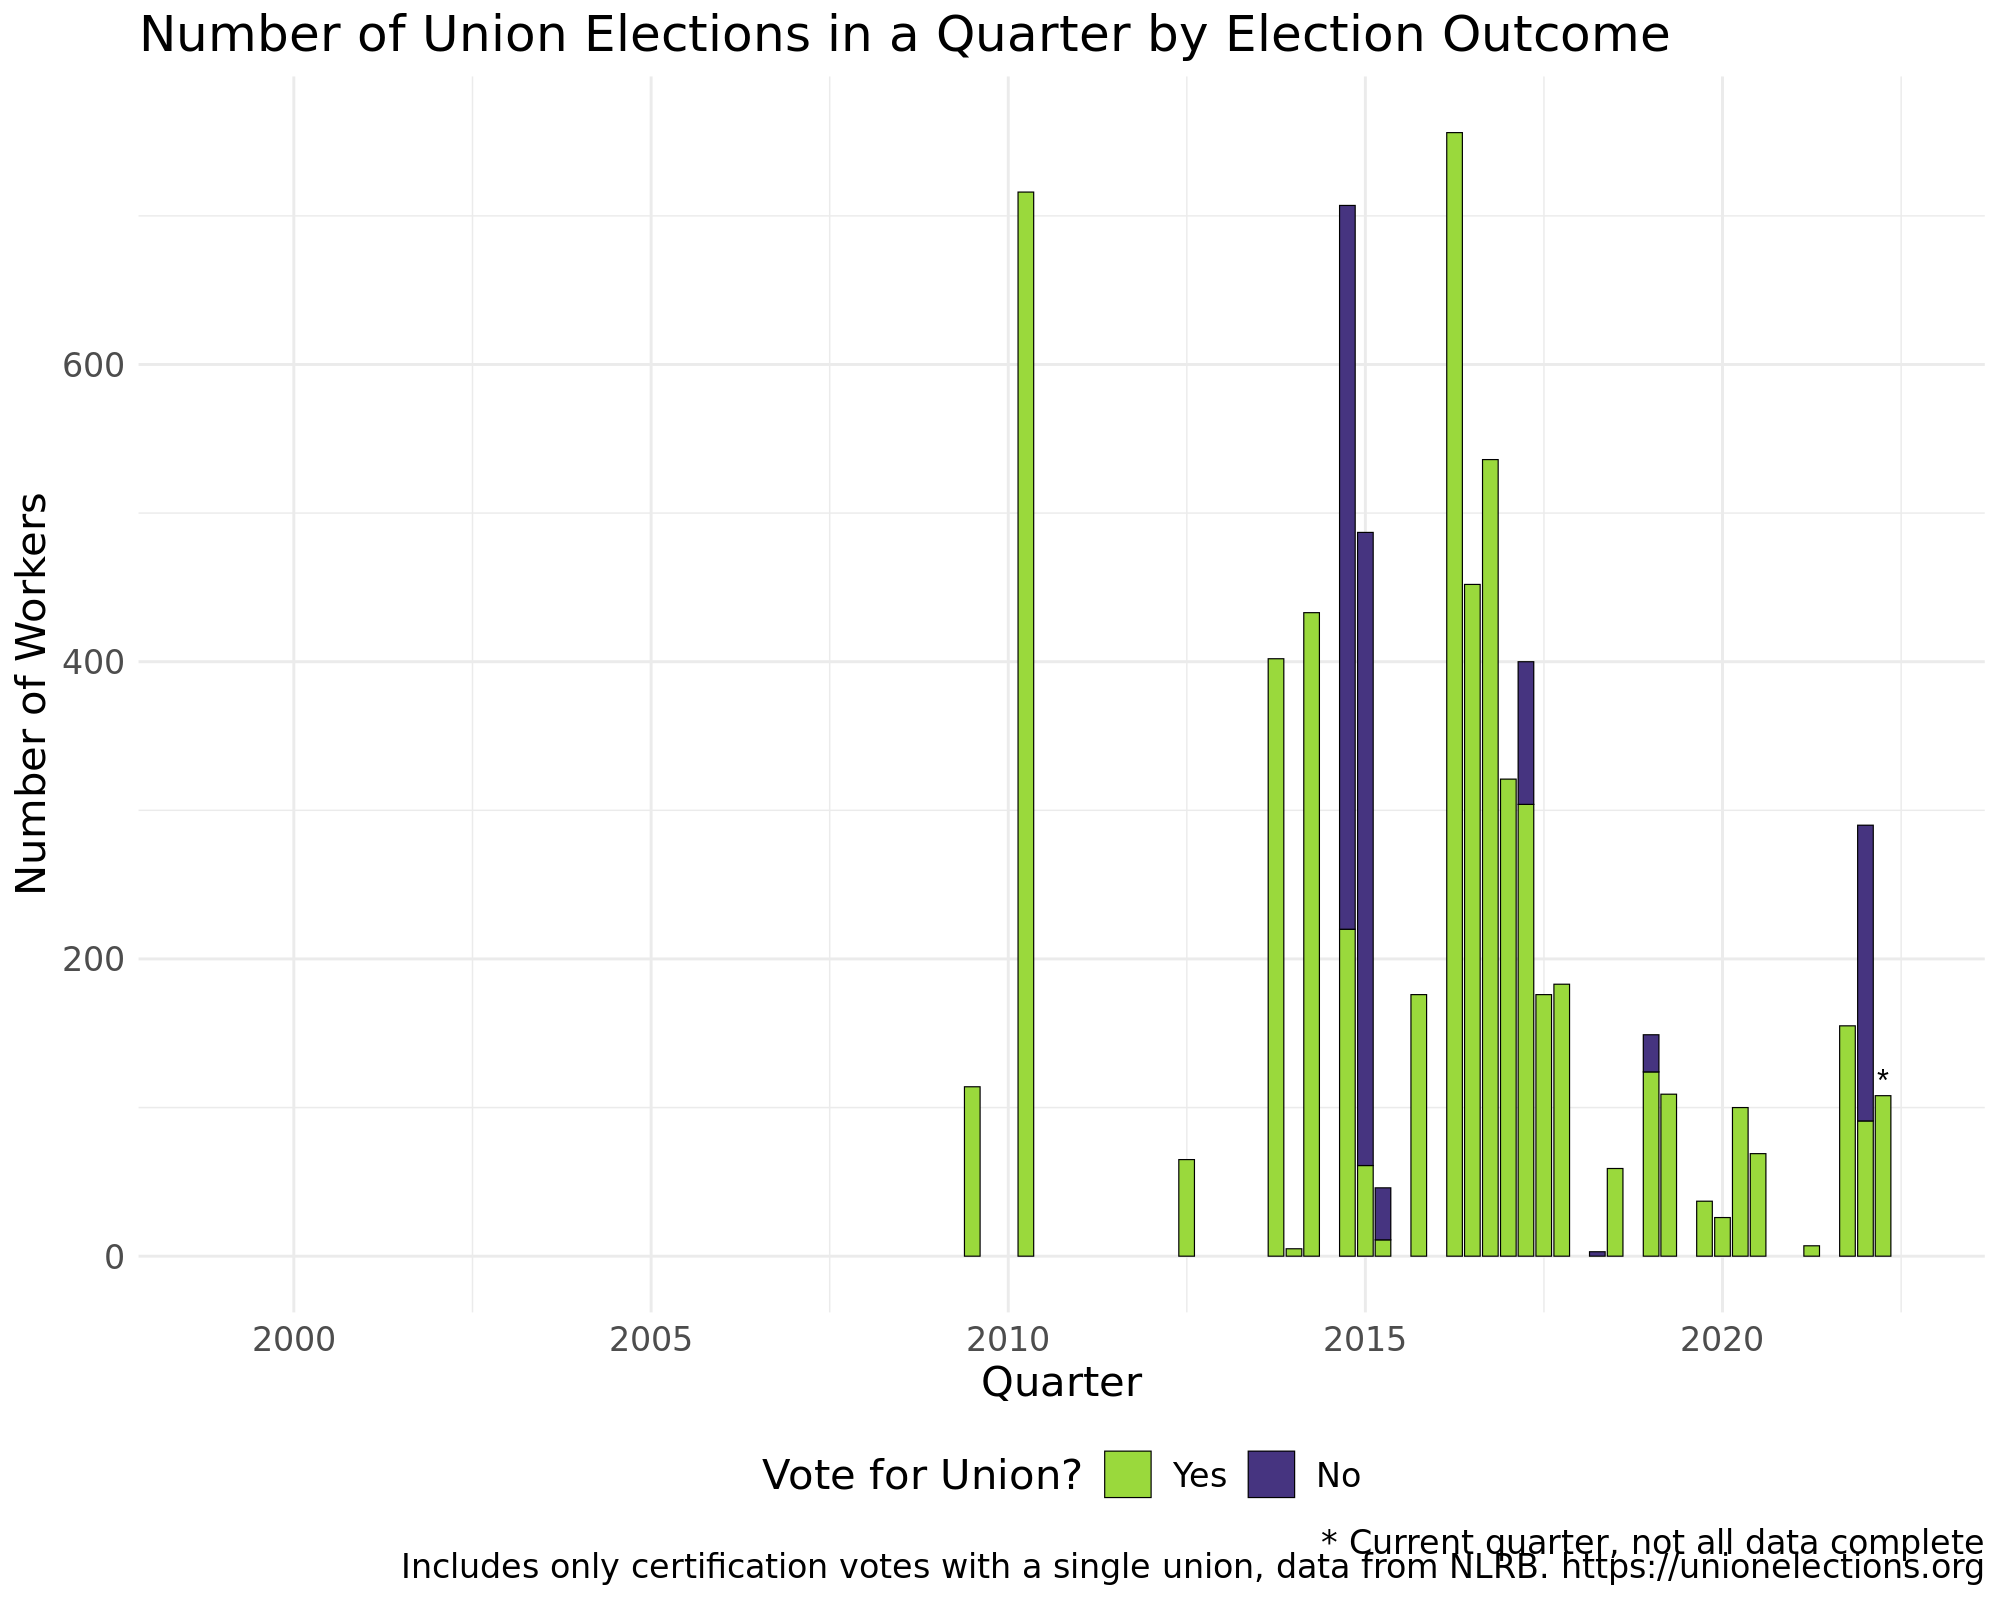 Number of Union Elections in a Quarter by Election Outcome
Number of Workers
600
400
200
0
*
2000 2005 2010 2015 2020
Quarter
Vote for Union? Yes No
* Current quarter, not all data complete
Includes only certification votes with a single union, data from NLRB. https://unionelections.org